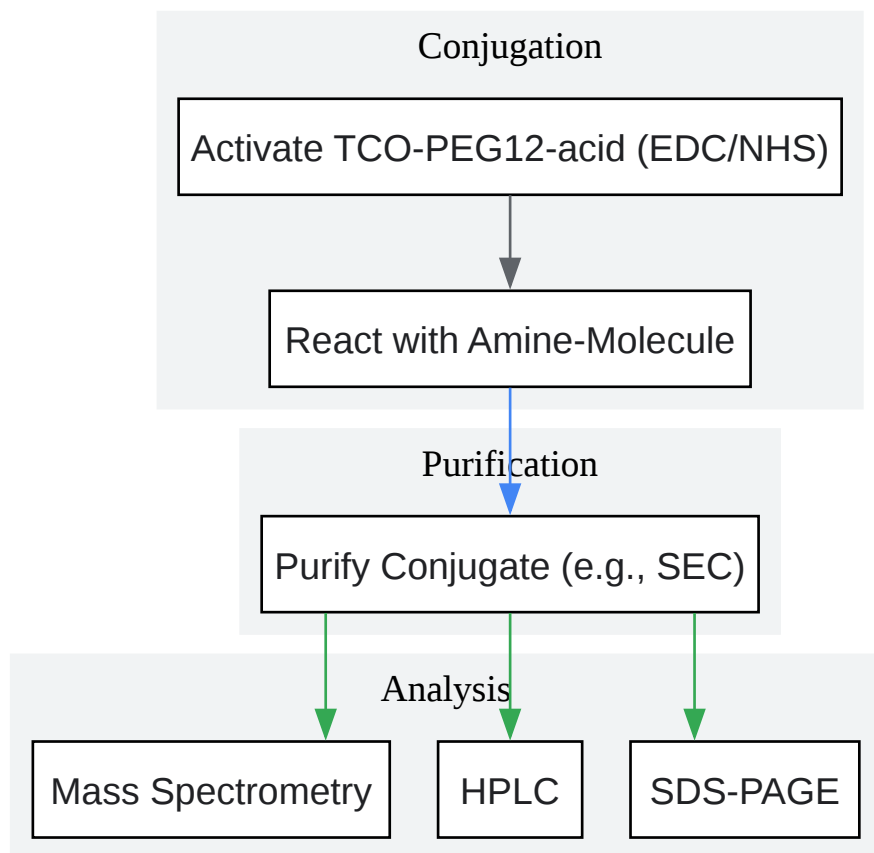 Conjugation
Activate TCO-PEG12-acid (EDC/NHS)
React with Amine-Molecule
Purification
Purify Conjugate (e.g., SEC)
Analysis
Mass Spectrometry
HPLC
SDS-PAGE